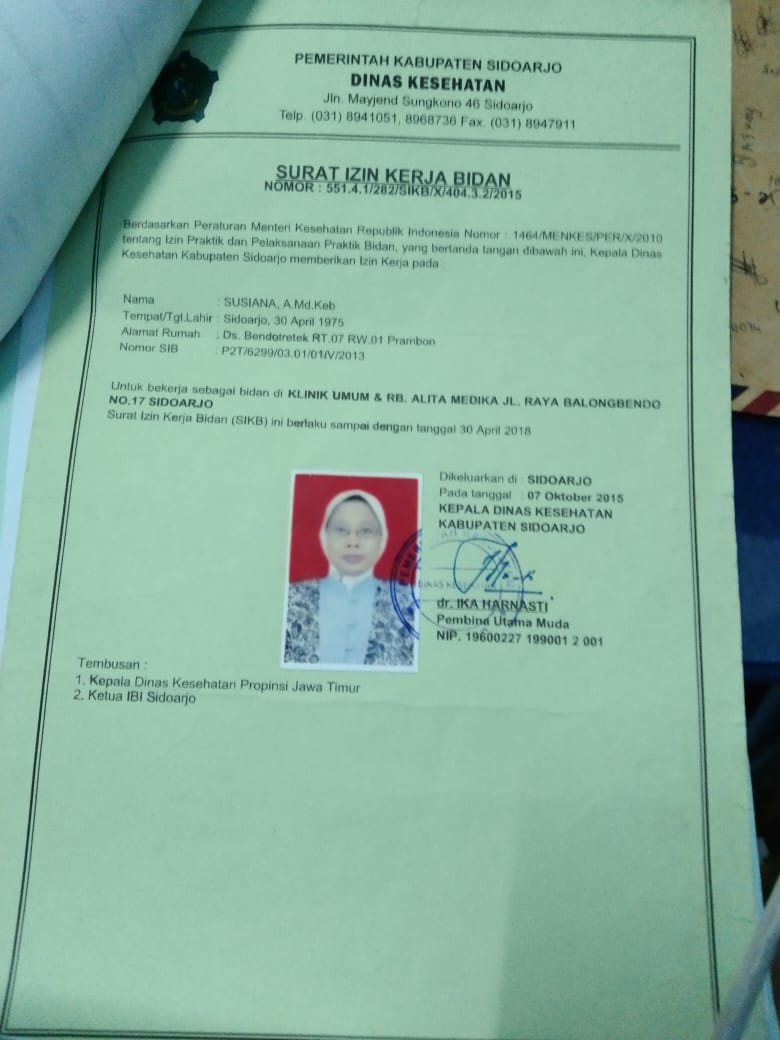 PEMERINTAH KABUPATEN SIDOARJO
DINAS KESEHATAN
Jln. Mayjend Sungkono 46 Sidoarjo
Telp. (031) 8941051, 8968736 Fax. (031) 8947911
SURAT IZIN KERJA BIDAN
NOMOR : 551.4.1/282/SIKB/X/404.3.2/2015
Berdasarkan Peraturan Menteri Kesehatan Republik Indonesia Nomor : 1464/MENKES/PER/X/2010
tentang Izin Praktik dan Pelaksanaan Praktik Bidan, yang bertanda tangan dibawah ini, Kepala Dinas
Kesehatan Kabupaten Sidoarjo memberikan Izin Kerja pada :
Nama : SUSIANA, A.Md.Keb
Tempat/Tgl.Lahir : Sidoarjo, 30 April 1975
Alamat Rumah : Ds. Bendotretek RT.07 RW.01 Prambon
Nomor SIB : P2T/6299/03.01/01/V/2013
Untuk bekerja sebagai bidan di KLINIK UMUM & RB. ALITA MEDIKA JL. RAYA BALONGBENDO
NO.17 SIDOARJO
Surat Izin Kerja Bidan (SIKB) ini berlaku sampai dengan tanggal 30 April 2018
Dikeluarkan di : SIDOARJO
Pada tanggal : 07 Oktober 2015
KEPALA DINAS KESEHATAN
KABUPATEN SIDOARJO
DINAS KESEHATAN
dr. IKA HARNASTI
Pembina Utama Muda
NIP. 19600227 199001 2 001
Tembusan :
1. Kepala Dinas Kesehatan Propinsi Jawa Timur
2. Ketua IBI Sidoarjo